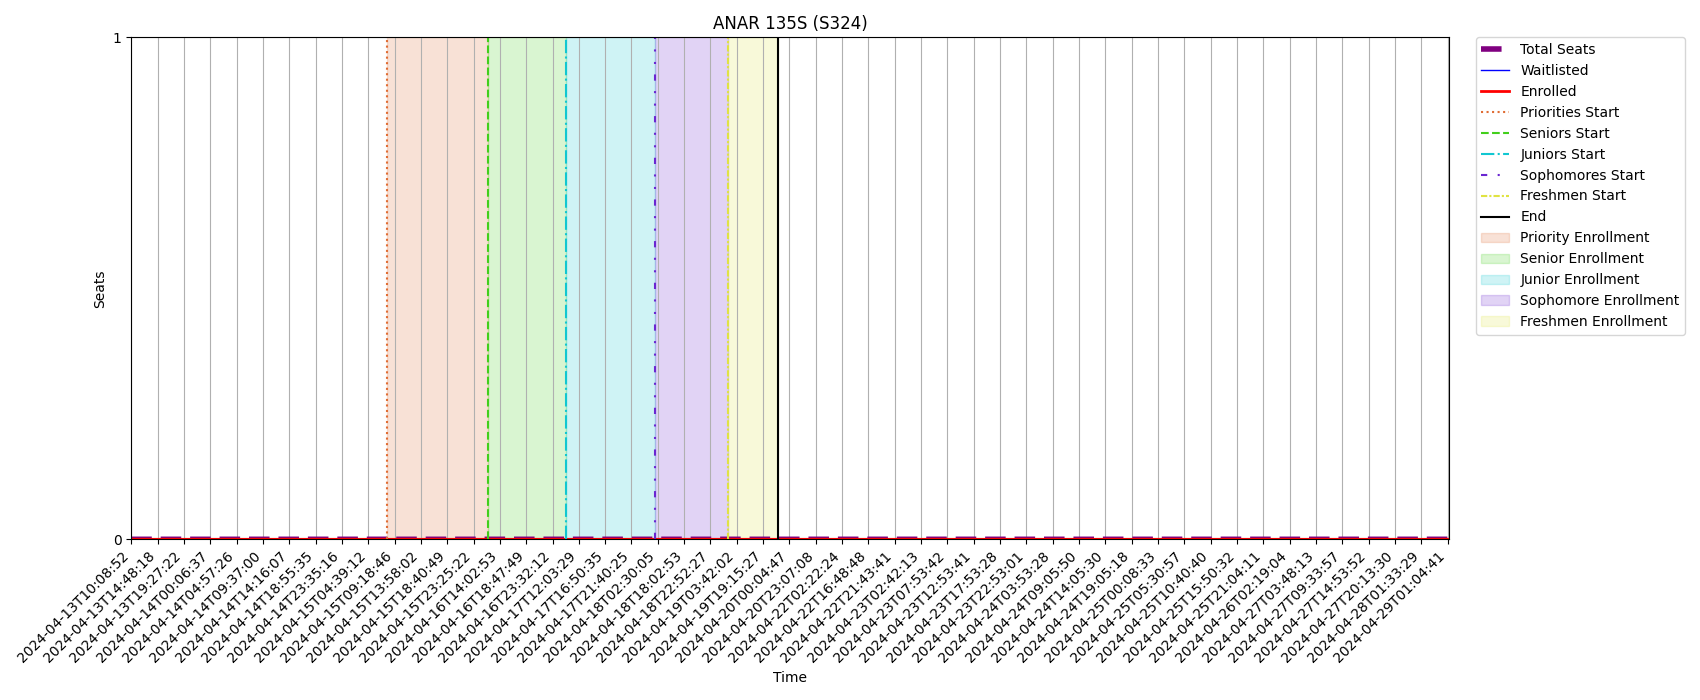 ANAR 135S (S324)
1
0
Seats
2024-04-13T10:08:52
2024-04-13T14:48:18
2024-04-13T19:27:22
2024-04-14T00:06:37
2024-04-14T04:57:26
2024-04-14T09:37:00
2024-04-14T14:16:07
2024-04-14T18:55:35
2024-04-14T23:35:16
2024-04-15T04:39:12
2024-04-15T09:18:46
2024-04-15T13:58:02
2024-04-15T18:40:49
2024-04-15T23:25:22
2024-04-16T14:02:53
2024-04-16T18:47:49
2024-04-16T23:32:12
2024-04-17T12:03:29
2024-04-17T16:50:35
2024-04-17T21:40:25
2024-04-18T02:30:05
2024-04-18T18:02:53
2024-04-18T22:52:27
2024-04-19T03:42:02
2024-04-19T19:15:27
2024-04-20T00:04:47
2024-04-20T23:07:08
2024-04-22T02:22:24
2024-04-22T16:48:48
2024-04-22T21:43:41
2024-04-23T02:42:13
2024-04-23T07:53:42
2024-04-23T12:53:41
2024-04-23T17:53:28
2024-04-23T22:53:01
2024-04-24T03:53:28
2024-04-24T09:05:50
2024-04-24T14:05:30
2024-04-24T19:05:18
2024-04-25T00:08:33
2024-04-25T05:30:57
2024-04-25T10:40:40
2024-04-25T15:50:32
2024-04-25T21:04:11
2024-04-26T02:19:04
2024-04-27T03:48:13
2024-04-27T09:33:57
2024-04-27T14:53:52
2024-04-27T20:13:30
2024-04-28T01:33:29
2024-04-29T01:04:41
Time
Total Seats
Waitlisted
Enrolled
Priorities Start
Seniors Start
Juniors Start
Sophomores Start
Freshmen Start
End
Priority Enrollment
Senior Enrollment
Junior Enrollment
Sophomore Enrollment
Freshmen Enrollment